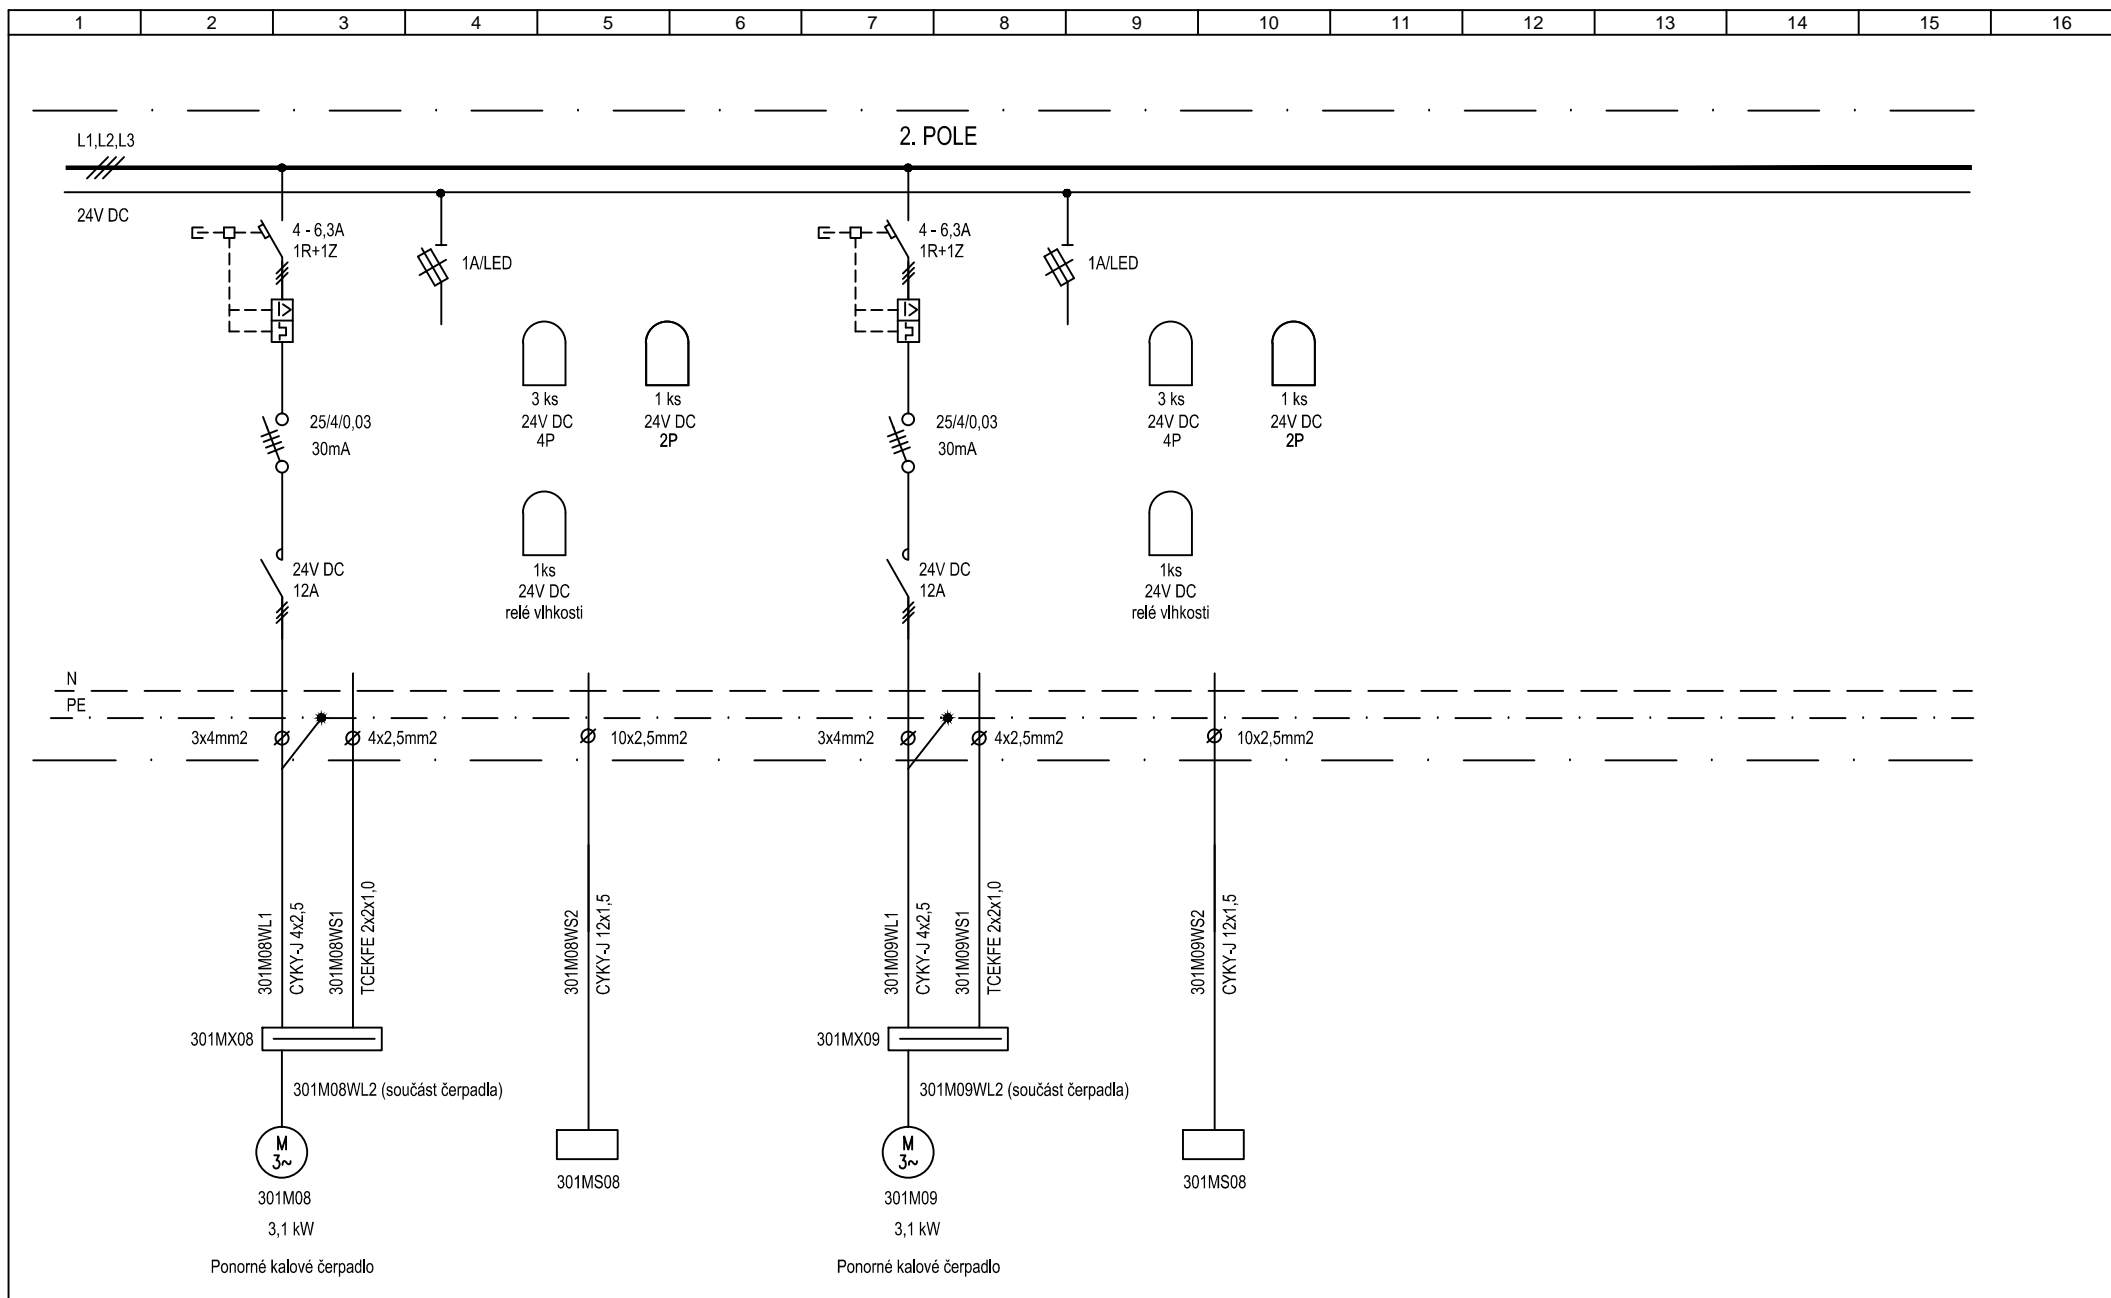 1 2 3 4 5 6 7 8 9 10 11 12 13 14 15 16
2. POLE
L1,L2,L3
24V DC
4 - 6,3A
1R+1Z
1A/LED
4 - 6,3A
1R+1Z
1A/LED
3 ks
24V DC
4P
1 ks
24V DC
2P
3 ks
24V DC
4P
1 ks
24V DC
2P
25/4/0,03
30mA
25/4/0,03
30mA
24V DC
12A
1ks
24V DC
relé vlhkosti
24V DC
12A
1ks
24V DC
relé vlhkosti
N
PE
3x4mm2
4x2,5mm2
10x2,5mm2
3x4mm2
4x2,5mm2
10x2,5mm2
301M08WL1
CYKY-J 4x2,5
301M08WS1
TCEKFE 2x2x1,0
301M08WS2
CYKY-J 12x1,5
301M09WL1
CYKY-J 4x2,5
301M09WS1
TCEKFE 2x2x1,0
301M09WS2
CYKY-J 12x1,5
301MX08
301MX09
301M08WL2 (součást čerpadla)
301M09WL2 (součást čerpadla)
M
3~
M
3~
301M08
301MS08
301M09
301MS08
3,1 kW
3,1 kW
Ponorné kalové čerpadlo
Ponorné kalové čerpadlo